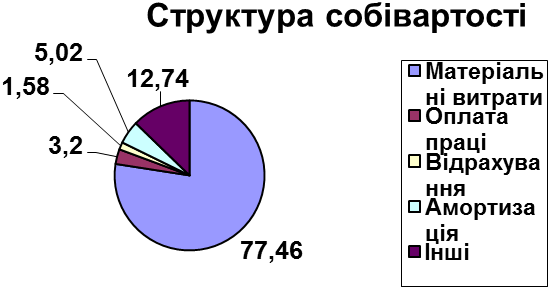 Структура собівартості
5,02
12,74
1,58
3,2
77,46
Матеріаль
ні витрати
Оплата
праці
Відрахува
ння
Амортиза
ція
Інші